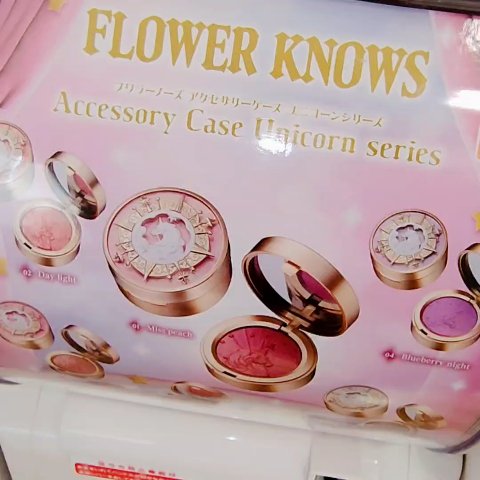 FLOWER KNOWS
フラワーノーズ アクセサリーケース ユニコーンシリーズ
Accessory Case Unicorn series
02 Day light
01 Miss peach
04 Blueberry night